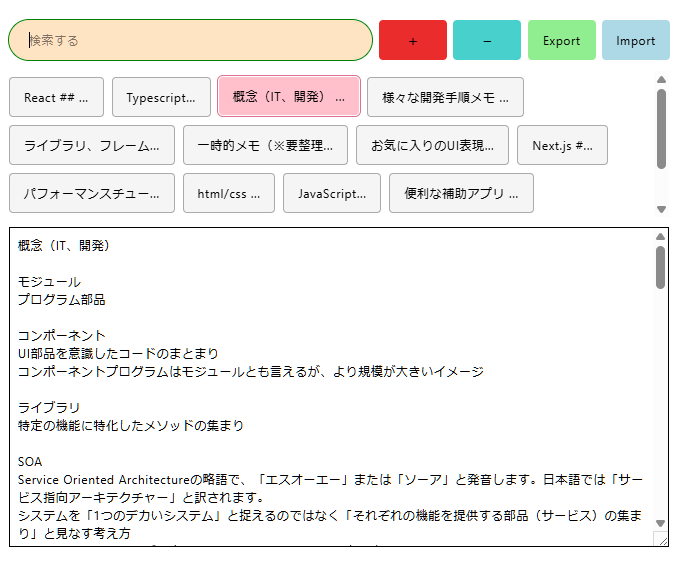 検索する
+
−
Export
Import
React ## ...
Typescript...
概念（IT、開発） ...
様々な開発手順メモ ...
ライブラリ、フレーム...
一時的メモ（※要整理...
お気に入りのUI表現...
Next.js #...
パフォーマンスチュー...
html/css ...
JavaScript...
便利な補助アプリ ...
概念（IT、開発）
モジュール
プログラム部品
コンポーネント
UI部品を意識したコードのまとまり
コンポーネントプログラムはモジュールとも言えるが、より規模が大きいイメージ
ライブラリ
特定の機能に特化したメソッドの集まり
SOA
Service Oriented Architectureの略語で、「エスオーエー」または「ソーア」と発音します。日本語では「サー
ビス指向アーキテクチャー」と訳されます。
システムを「1つのデカいシステム」と捉えるのではなく「それぞれの機能を提供する部品（サービス）の集ま
り」と見なす考え方